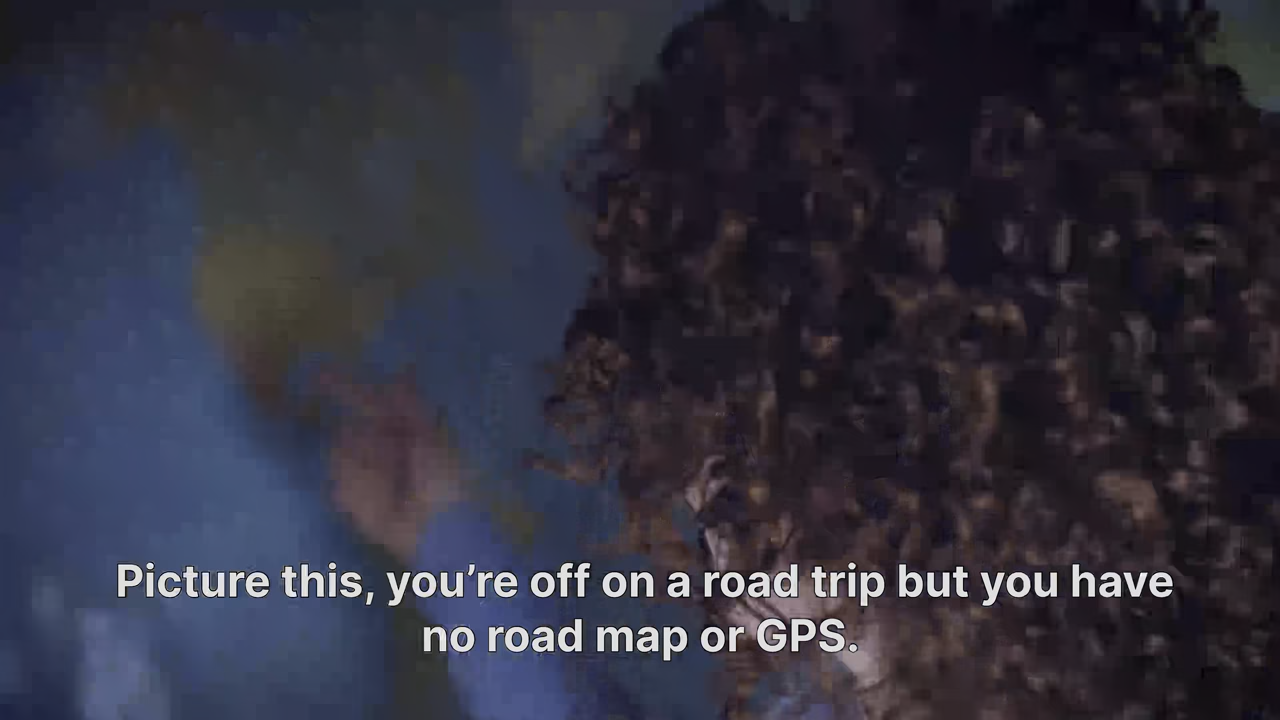 Picture this, you’re off on a road trip but you have
no road map or GPS.